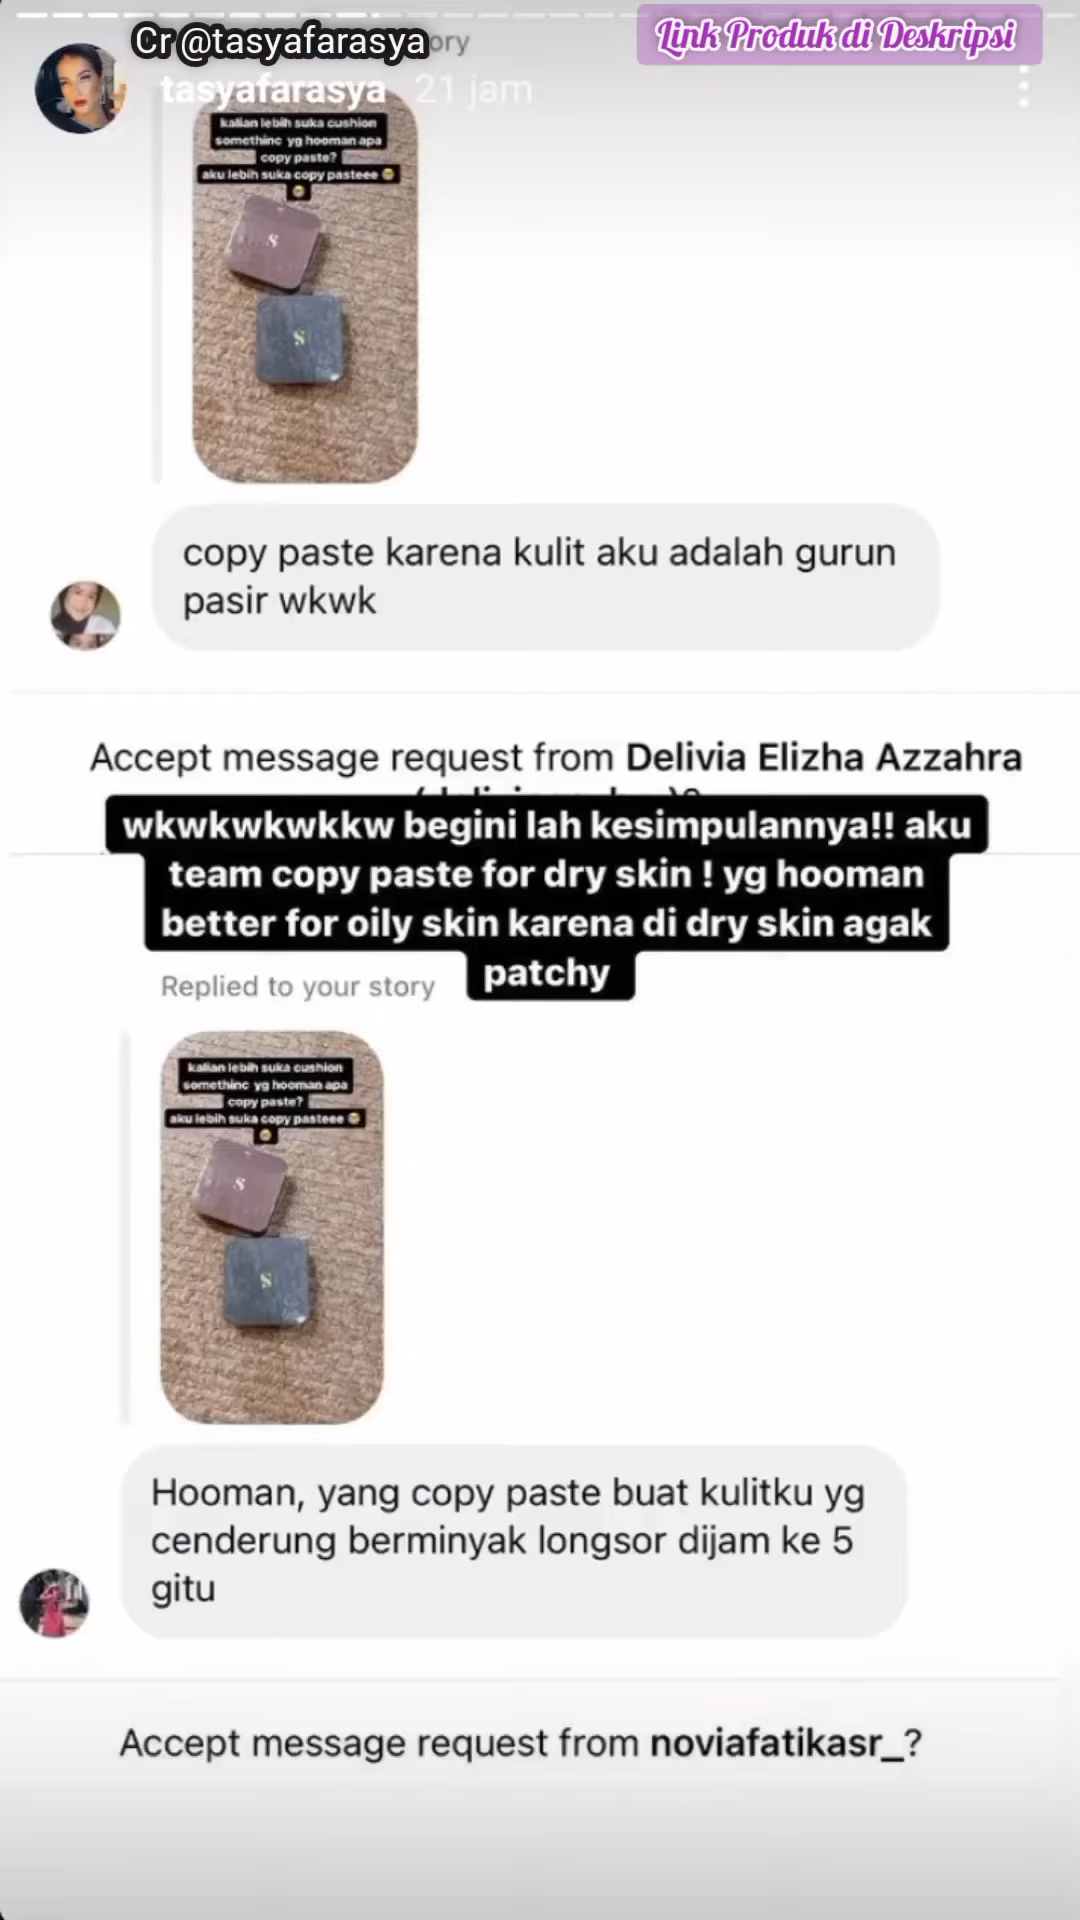 Cr @tasyafarasya
ory
Link Produk di Deskripsi
tasyafarasya 21 jam
kalian lebih suka cushion
somethinc yg hooman apa
copy paste?
aku lebih suka copy pasteee 🥹
🥹
S
S
copy paste karena kulit aku adalah gurun
pasir wkwk
Accept message request from Delivia Elizha Azzahra
wkwkwkwkkw begini lah kesimpulannya!! aku
team copy paste for dry skin ! yg hooman
better for oily skin karena di dry skin agak
patchy
Replied to your story
kalian lebih suka cushion
somethinc yg hooman apa
copy paste?
aku lebih suka copy pasteee 🥹
🥹
S
S
Hooman, yang copy paste buat kulitku yg
cenderung berminyak longsor dijam ke 5
gitu
Accept message request from noviafatikasr_?